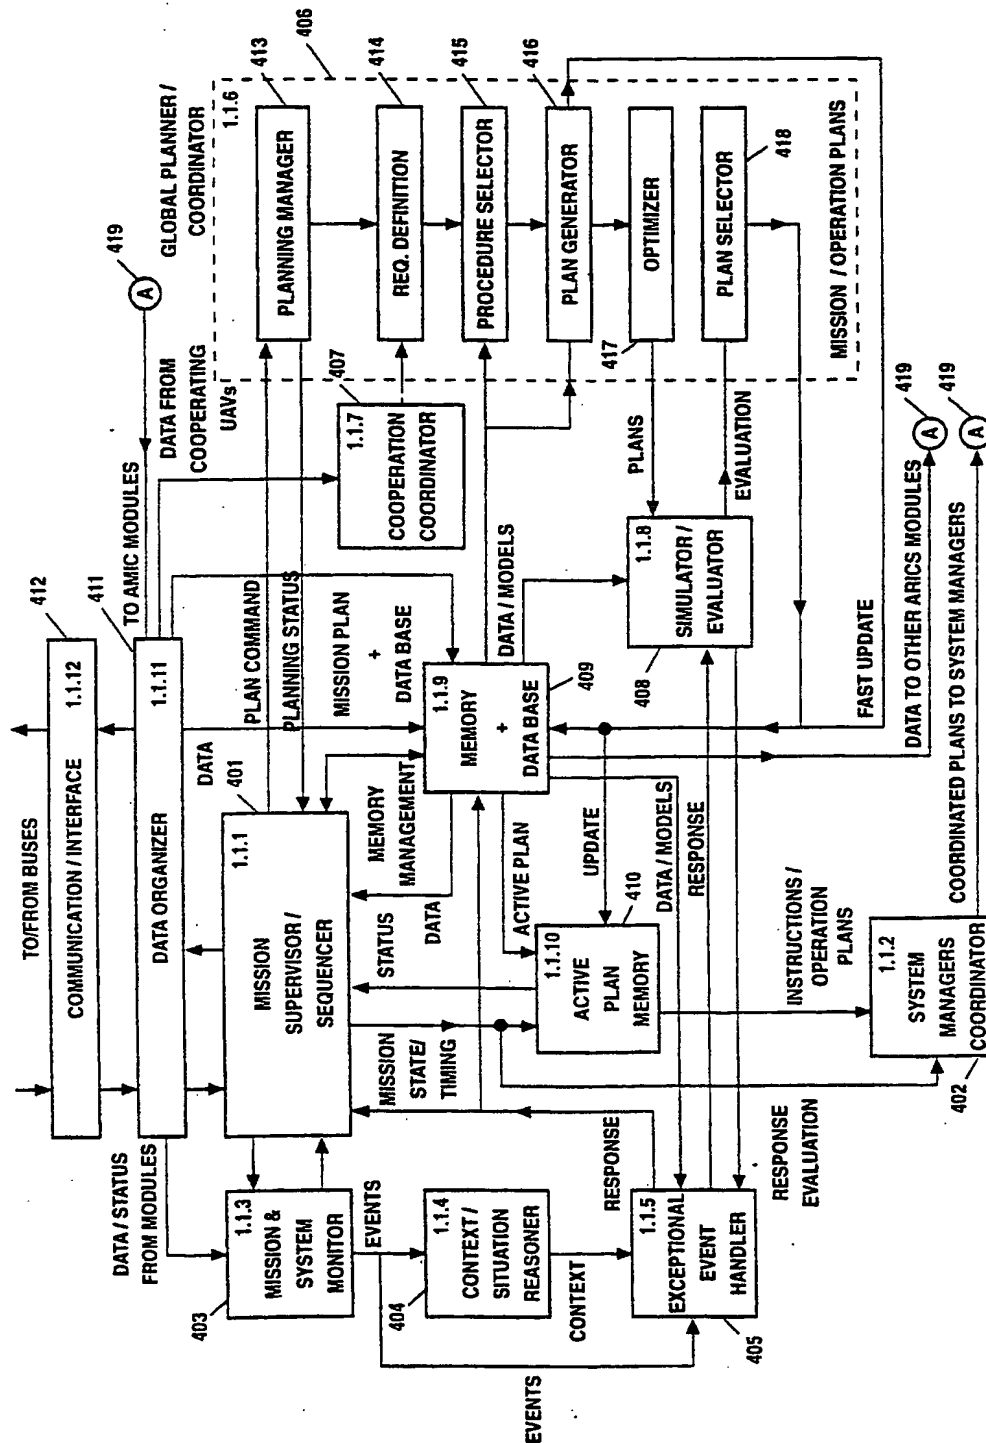 TO/FROM BUSES
412
COMMUNICATION / INTERFACE
1.1.12
411
DATA ORGANIZER
1.1.11
TO AMIC MODULES
DATA FROM
COOPERATING
UAVs
A
419
GLOBAL PLANNER /
COORDINATOR
1.1.6
406
PLANNING MANAGER
413
REQ. DEFINITION
414
PROCEDURE SELECTOR
415
PLAN GENERATOR
416
OPTIMIZER
417
PLAN SELECTOR
418
MISSION / OPERATION PLANS
407
1.1.7
COOPERATION
COORDINATOR
DATA / STATUS
FROM MODULES
DATA
401
1.1.1
MISSION
SUPERVISOR /
SEQUENCER
PLAN COMMAND
PLANNING STATUS
MISSION PLAN
+
DATA BASE
MEMORY
MANAGEMENT
DATA
STATUS
1.1.9
MEMORY
+
DATA BASE
409
DATA / MODELS
PLANS
EVALUATION
1.1.8
SIMULATOR /
EVALUATOR
408
FAST UPDATE
1.1.3
MISSION &
SYSTEM
MONITOR
403
EVENTS
1.1.4
CONTEXT /
SITUATION
REASONER
404
CONTEXT
EVENTS
MISSION
STATE/
TIMING
ACTIVE PLAN
UPDATE
410
1.1.10
ACTIVE
PLAN
MEMORY
DATA / MODELS
RESPONSE
RESPONSE
1.1.5
EXCEPTIONAL
EVENT
HANDLER
405
RESPONSE
EVALUATION
INSTRUCTIONS /
OPERATION
PLANS
1.1.2
SYSTEM
MANAGERS
COORDINATOR
402
DATA TO OTHER ARICS MODULES
A
419
COORDINATED PLANS TO SYSTEM MANAGERS
A
419